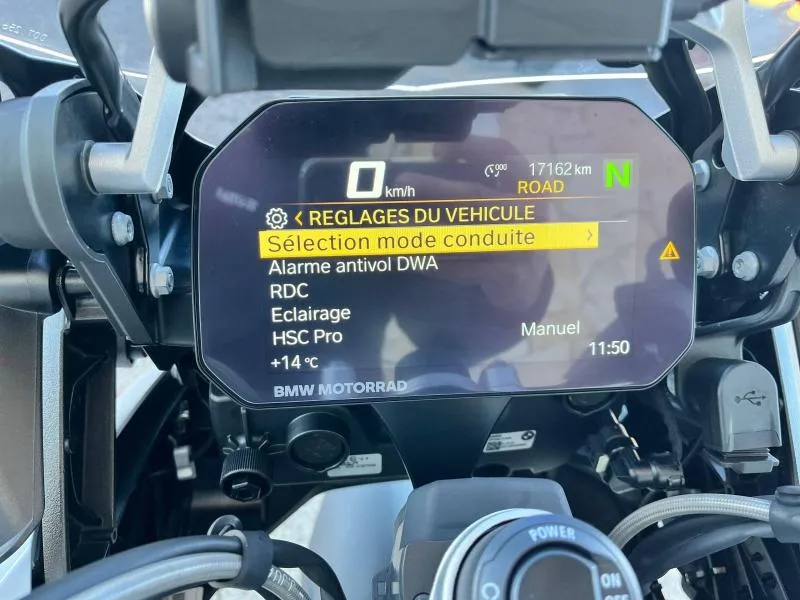 17162 km
0 km/h
ROAD
N
< REGLAGES DU VEHICULE
Sélection mode conduite >
Alarme antivol DWA
RDC
Eclairage
HSC Pro
Manuel
+14 °C
11:50
BMW MOTORRAD
POWER
ON
OFF